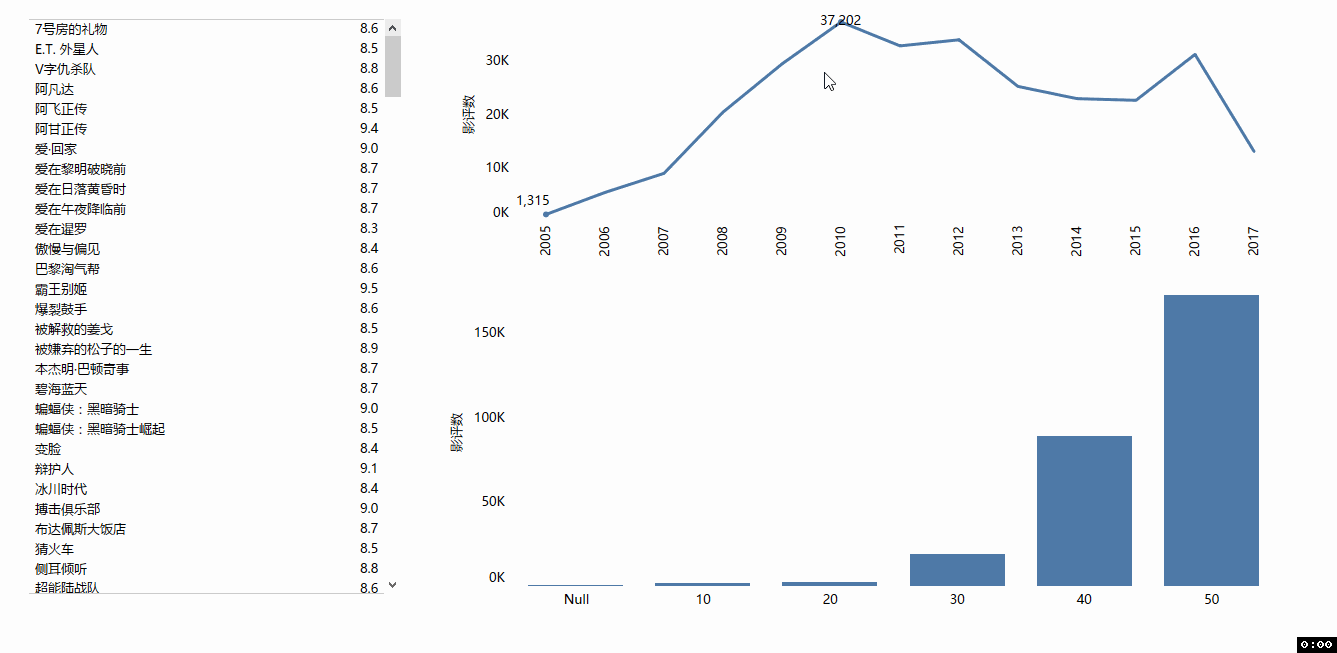 7号房的礼物 8.6
E.T. 外星人 8.5
V字仇杀队 8.8
阿凡达 8.6
阿飞正传 8.5
阿甘正传 9.4
爱·回家 9.0
爱在黎明破晓前 8.7
爱在日落黄昏时 8.7
爱在午夜降临前 8.7
爱在暹罗 8.3
傲慢与偏见 8.4
巴黎淘气帮 8.6
霸王别姬 9.5
爆裂鼓手 8.6
被解救的姜戈 8.5
被嫌弃的松子的一生 8.9
本杰明·巴顿奇事 8.7
碧海蓝天 8.7
蝙蝠侠：黑暗骑士 9.0
蝙蝠侠：黑暗骑士崛起 8.5
变脸 8.4
辩护人 9.1
冰川时代 8.4
搏击俱乐部 9.0
布达佩斯大饭店 8.7
猜火车 8.5
侧耳倾听 8.8
超能陆战队 8.6
37,202
30K
20K
10K
0K
影评数
1,315
2005 2006 2007 2008 2009 2010 2011 2012 2013 2014 2015 2016 2017
150K
100K
50K
0K
影评数
Null 10 20 30 40 50
0:00